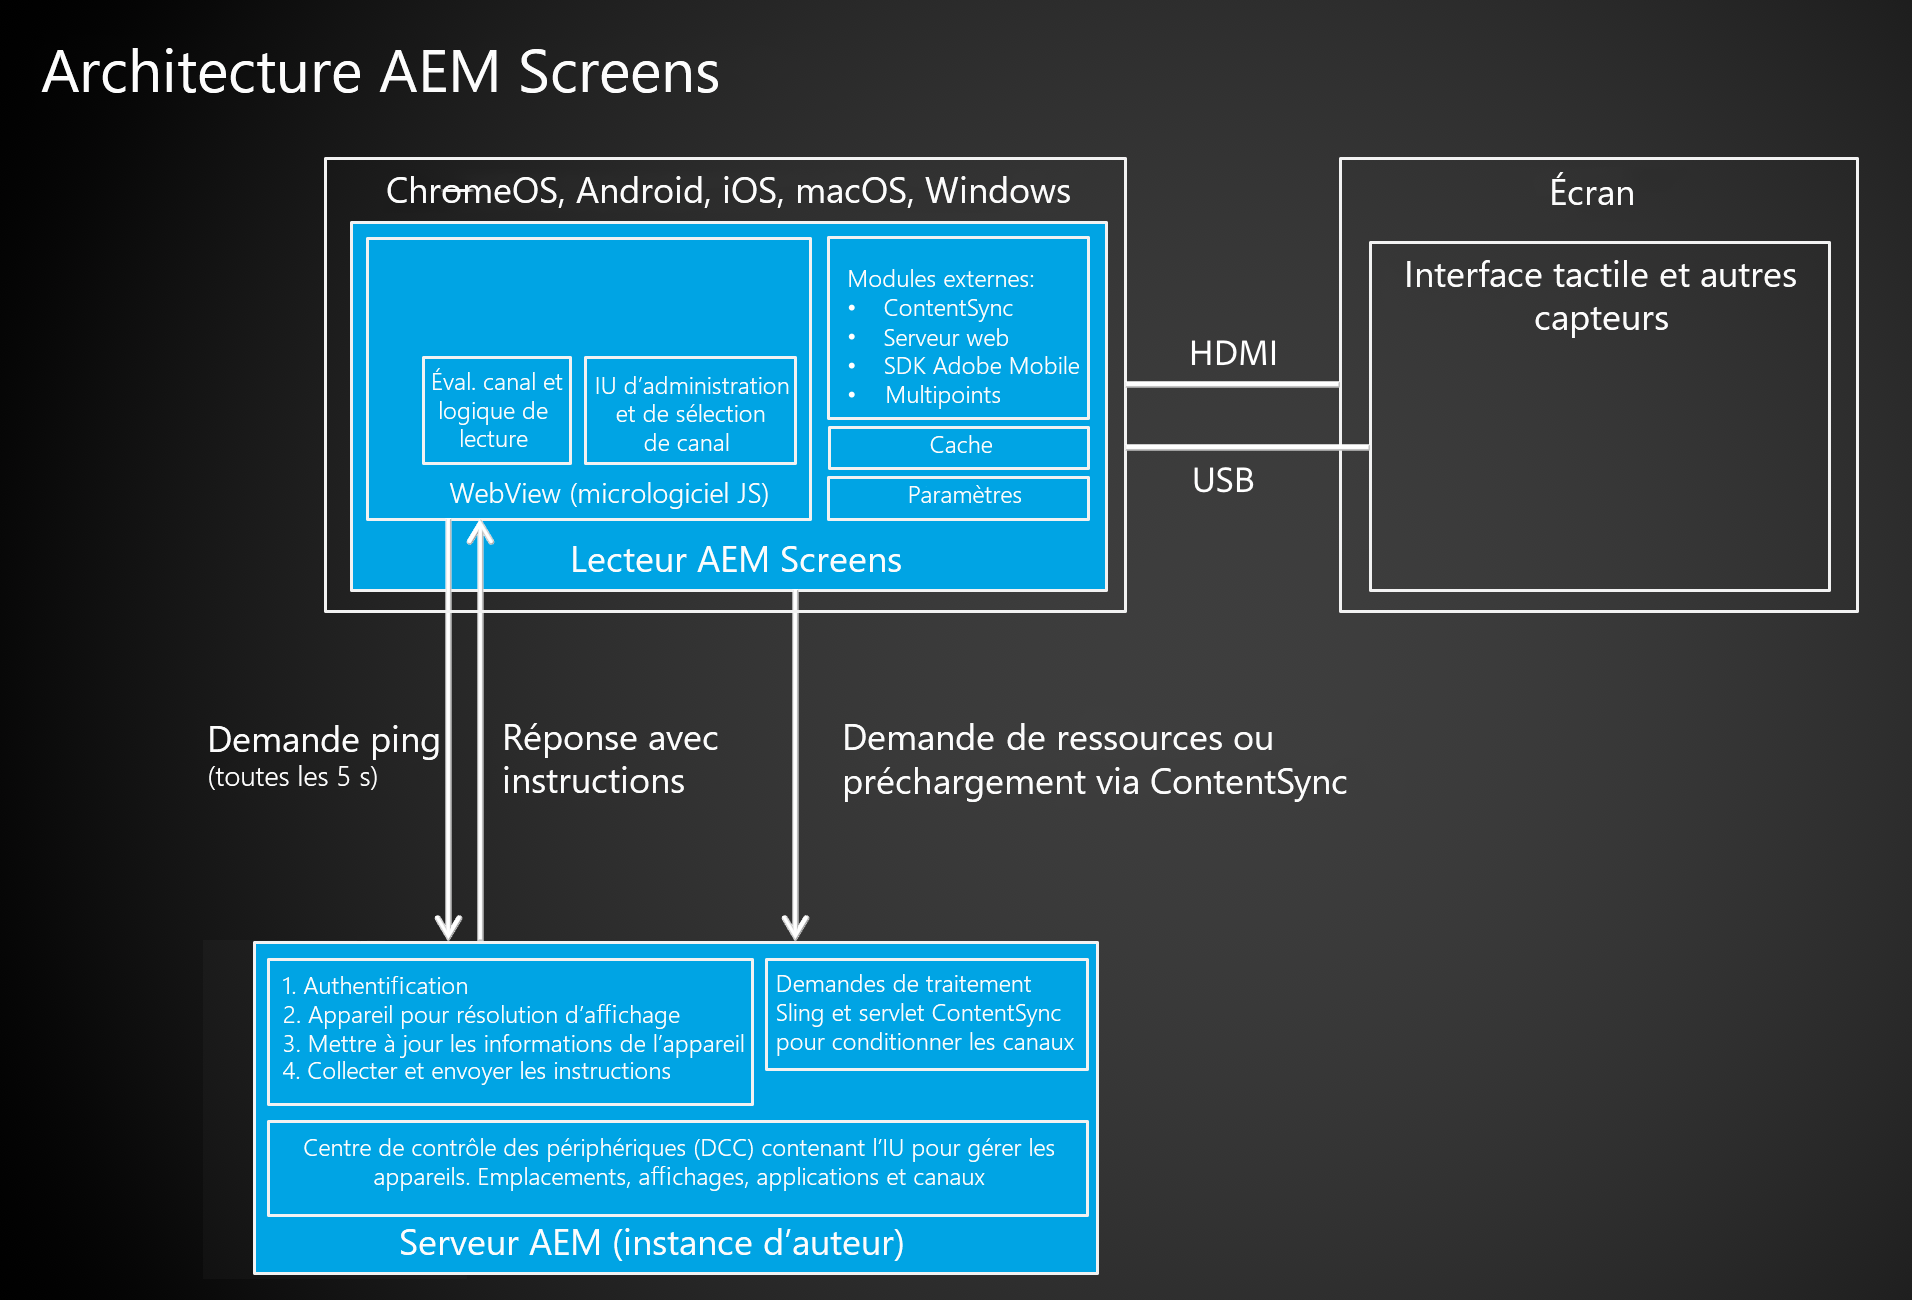 Architecture AEM Screens
ChromeOS, Android, iOS, macOS, Windows
Modules externes:
• ContentSync
• Serveur web
• SDK Adobe Mobile
• Multipoints
Éval. canal et
logique de
lecture
IU d’administration
et de sélection
de canal
Cache
Paramètres
WebView (micrologiciel JS)
Lecteur AEM Screens
HDMI
USB
Écran
Interface tactile et autres
capteurs
Demande ping
(toutes les 5 s)
Réponse avec
instructions
Demande de ressources ou
préchargement via ContentSync
1. Authentification
2. Appareil pour résolution d’affichage
3. Mettre à jour les informations de l’appareil
4. Collecter et envoyer les instructions
Demandes de traitement
Sling et servlet ContentSync
pour conditionner les canaux
Centre de contrôle des périphériques (DCC) contenant l’IU pour gérer les
appareils. Emplacements, affichages, applications et canaux
Serveur AEM (instance d’auteur)